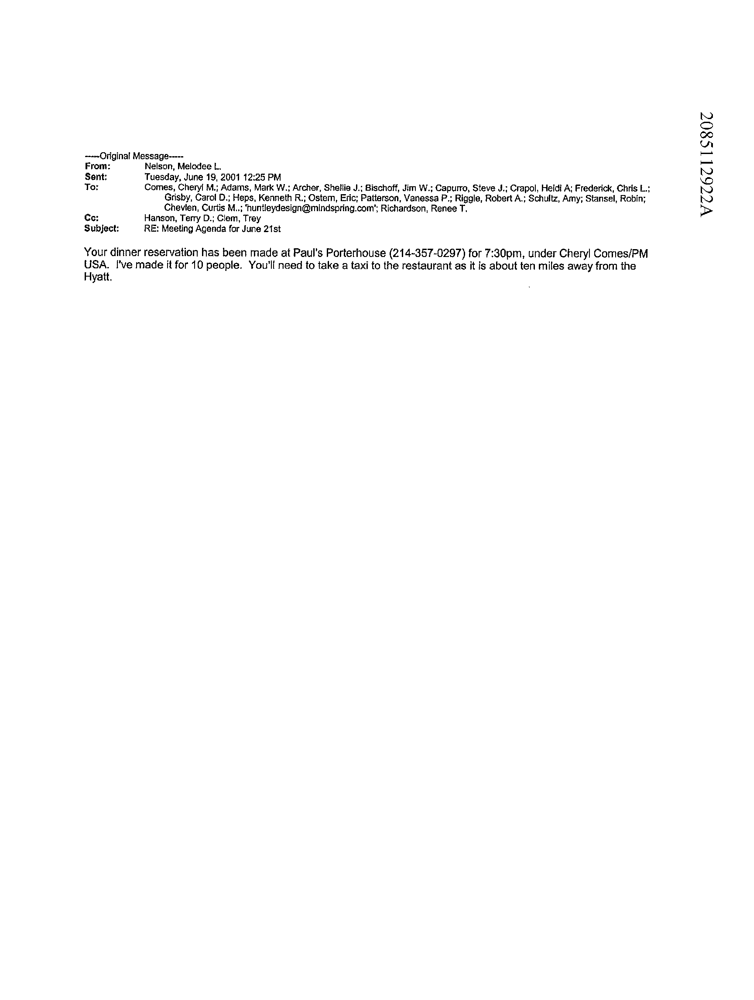 2085112922A
-----Original Message-----
From: Nelson, Melodee L.
Sent: Tuesday, June 19, 2001 12:25 PM
To: Comes, Cheryl M.; Adams, Mark W.; Archer, Shellie J.; Bischoff, Jim W.; Capurro, Steve J.; Crapol, Heidi A; Frederick, Chris L.;
Grisby, Carol D.; Heps, Kenneth R.; Ostern, Eric; Patterson, Vanessa P.; Riggle, Robert A.; Schultz, Amy; Stansel, Robin;
Chevlen, Curtis M..; 'huntleydesign@mindspring.com'; Richardson, Renee T.
Cc: Hanson, Terry D.; Clem, Trey
Subject: RE: Meeting Agenda for June 21st
Your dinner reservation has been made at Paul's Porterhouse (214-357-0297) for 7:30pm, under Cheryl Comes/PM
USA. I've made it for 10 people. You'll need to take a taxi to the restaurant as it is about ten miles away from the
Hyatt.